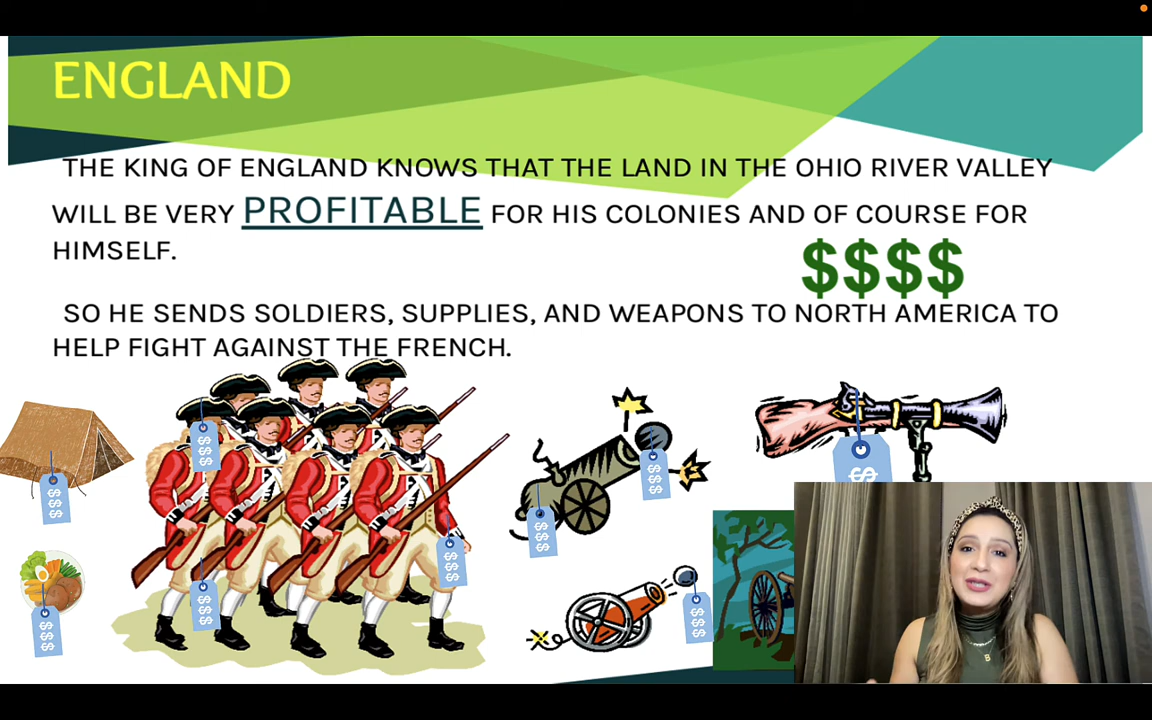 ENGLAND
THE KING OF ENGLAND KNOWS THAT THE LAND IN THE OHIO RIVER VALLEY
WILL BE VERY PROFITABLE FOR HIS COLONIES AND OF COURSE FOR
HIMSELF.
$$$$
SO HE SENDS SOLDIERS, SUPPLIES, AND WEAPONS TO NORTH AMERICA TO
HELP FIGHT AGAINST THE FRENCH.
$$$
$$$
$
$$$
$$$
$$$
$$$
$$$
$$$
$$$
B